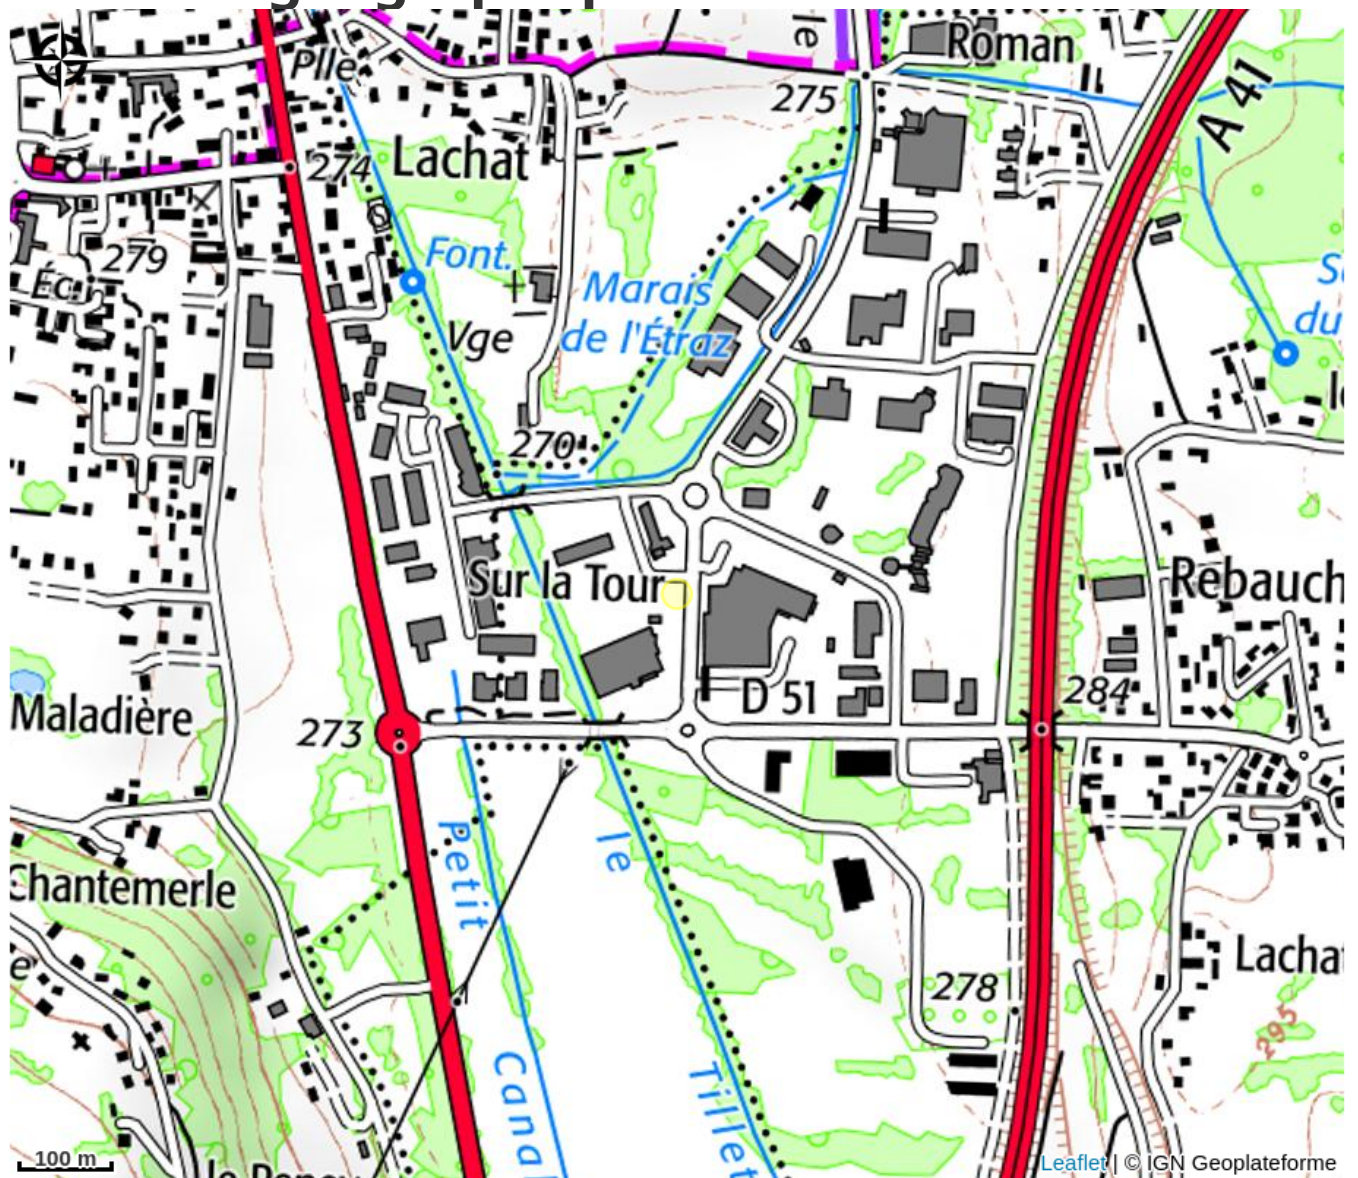 le
Roman
Plle
275
A 41
Lachat
274
Font.
279
Marais
de l'Étraz
du
Vge
270
Sur la Tour
Rebauch
Maladière
284
D 51
273
Petit
le
Chantemerle
Lachat
278
295
Canal
Tillet
100 m
Leaflet | © IGN Geoplateforme